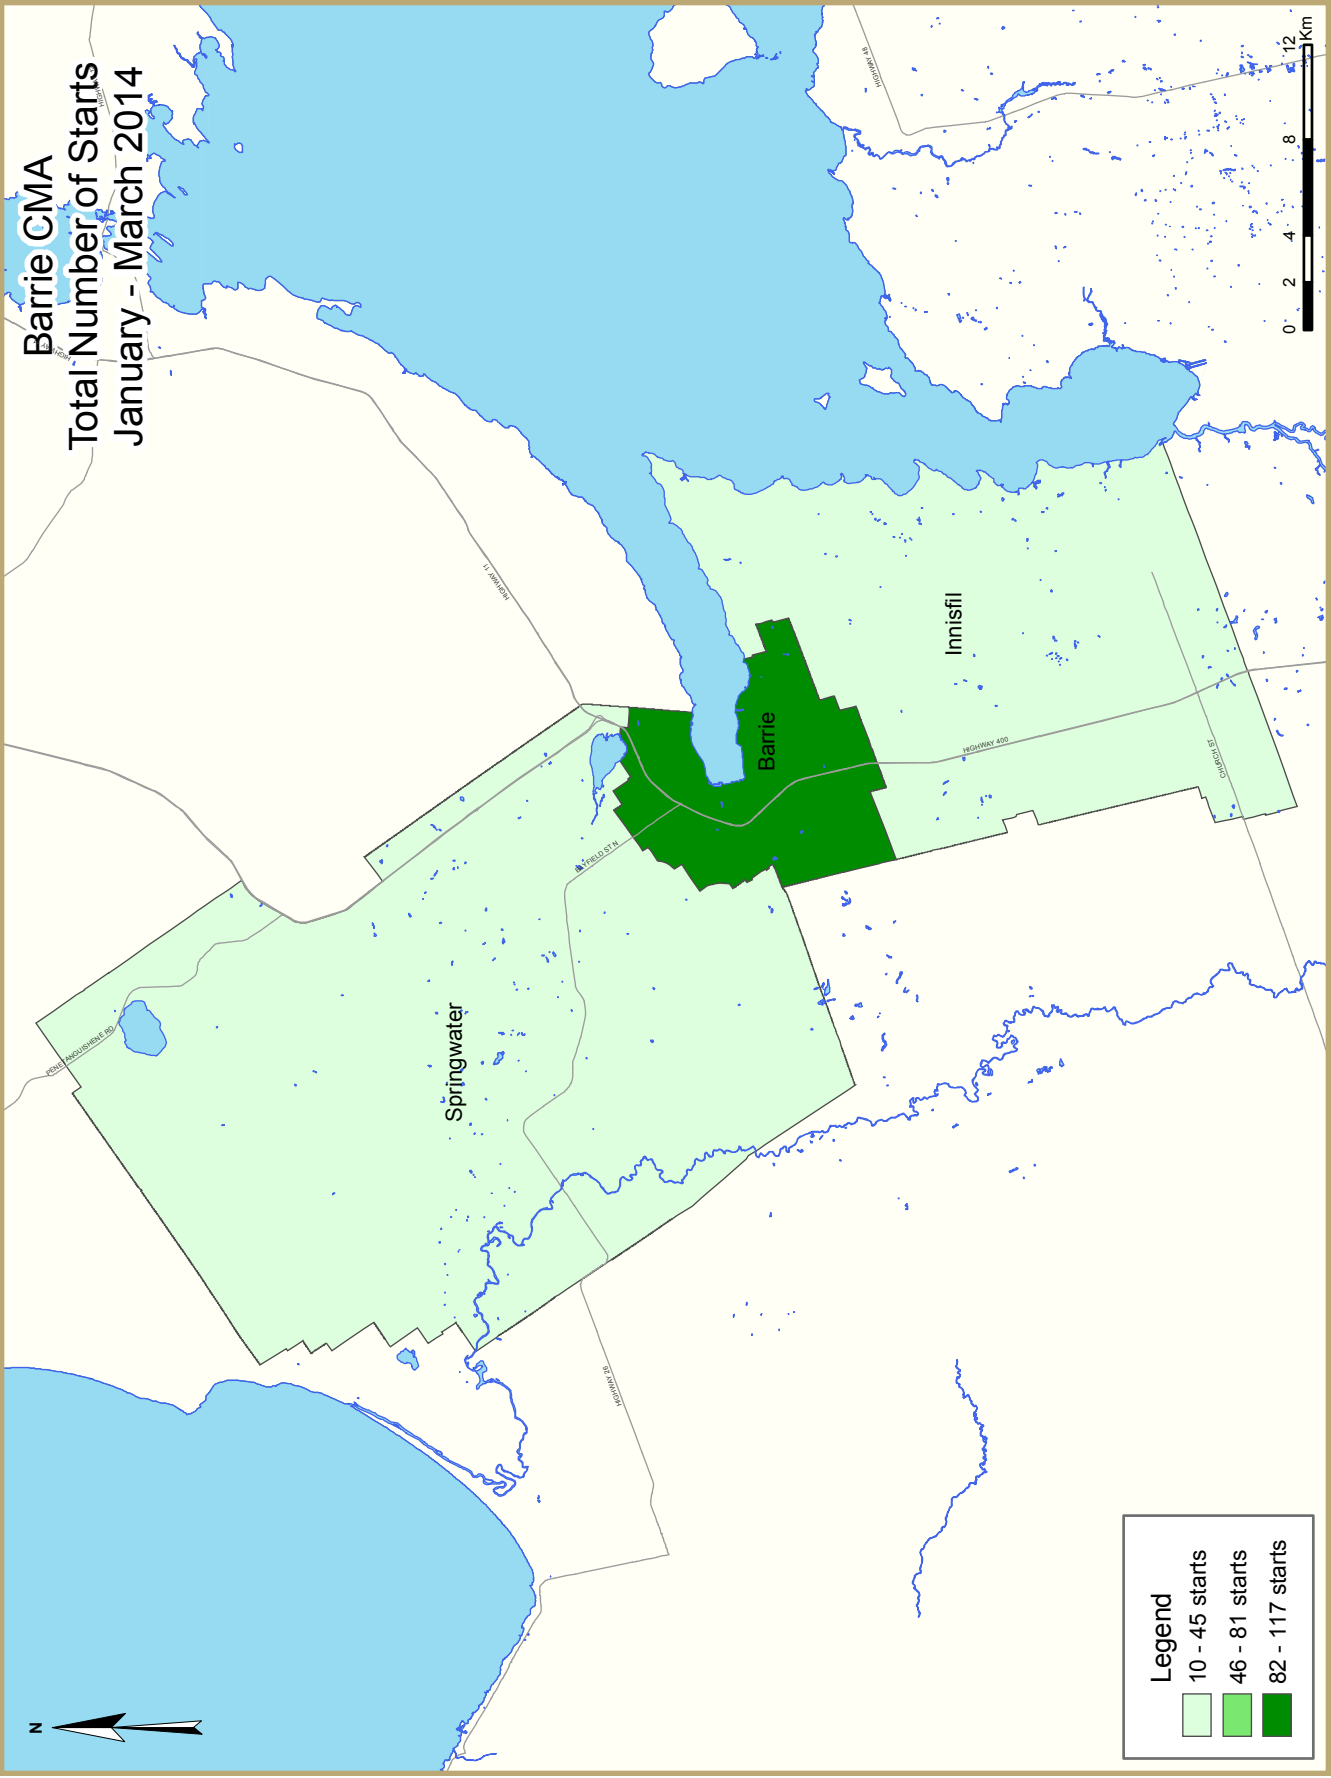 Barrie CMA
Total Number of Starts
January - March 2014
N
HIGHWAY 48
HIGHWAY 11
PENETANGUISHENE RD
BAYFIELD ST N
Springwater
Barrie
Innisfil
HIGHWAY 400
CHURCH ST
HIGHWAY 26
Legend
10 - 45 starts
46 - 81 starts
82 - 117 starts
0 2 4 8 12
Km